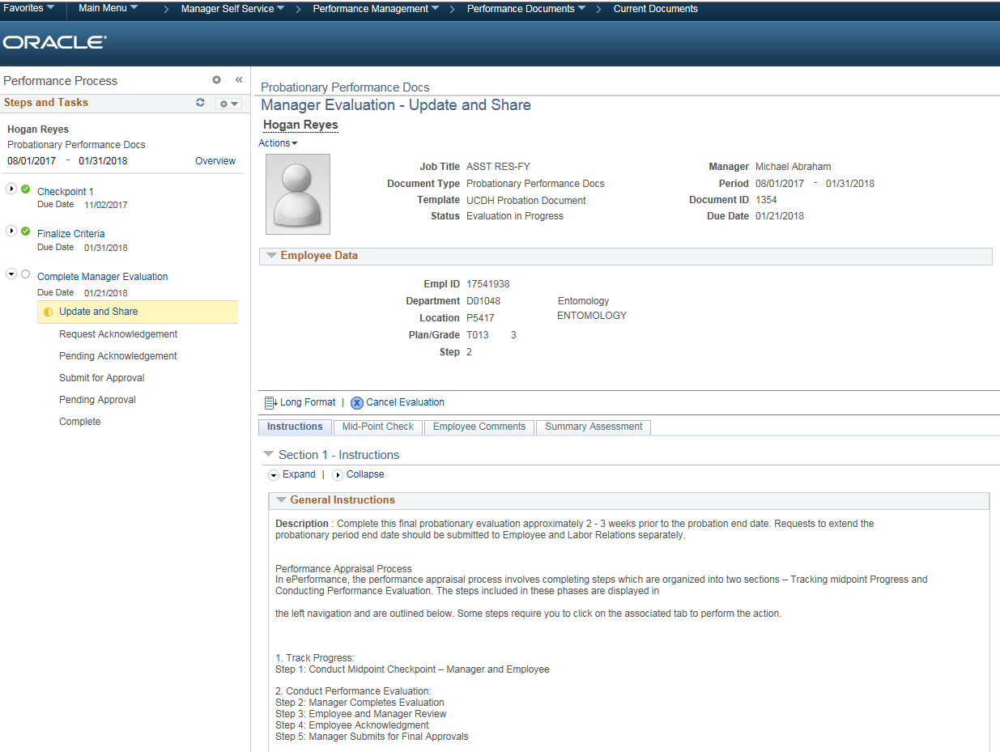 Favorites Main Menu > Manager Self Service > Performance Management > Performance Documents > Current Documents
ORACLE®
Performance Process «
Steps and Tasks
Hogan Reyes
Probationary Performance Docs
08/01/2017 - 01/31/2018 Overview
Checkpoint 1
Due Date 11/02/2017
Finalize Criteria
Due Date 01/31/2018
Complete Manager Evaluation
Due Date 01/21/2018
Update and Share
Request Acknowledgement
Pending Acknowledgement
Submit for Approval
Pending Approval
Complete
Probationary Performance Docs
Manager Evaluation - Update and Share
Hogan Reyes
Actions
Job Title ASST RES-FY Manager Michael Abraham
Document Type Probationary Performance Docs Period 08/01/2017 - 01/31/2018
Template UCDH Probation Document Document ID 1354
Status Evaluation in Progress Due Date 01/21/2018
Employee Data
Empl ID 17541938
Department D01048 Entomology
Location P5417 ENTOMOLOGY
Plan/Grade T013 3
Step 2
Long Format | X Cancel Evaluation
Instructions Mid-Point Check Employee Comments Summary Assessment
Section 1 - Instructions
Expand | Collapse
General Instructions
Description : Complete this final probationary evaluation approximately 2 - 3 weeks prior to the probation end date. Requests to extend the
probationary period end date should be submitted to Employee and Labor Relations separately.
Performance Appraisal Process
In ePerformance, the performance appraisal process involves completing steps which are organized into two sections – Tracking midpoint Progress and
Conducting Performance Evaluation. The steps included in these phases are displayed in
the left navigation and are outlined below. Some steps require you to click on the associated tab to perform the action.
1. Track Progress:
Step 1: Conduct Midpoint Checkpoint – Manager and Employee
2. Conduct Performance Evaluation:
Step 2: Manager Completes Evaluation
Step 3: Employee and Manager Review
Step 4: Employee Acknowledgment
Step 5: Manager Submits for Final Approvals